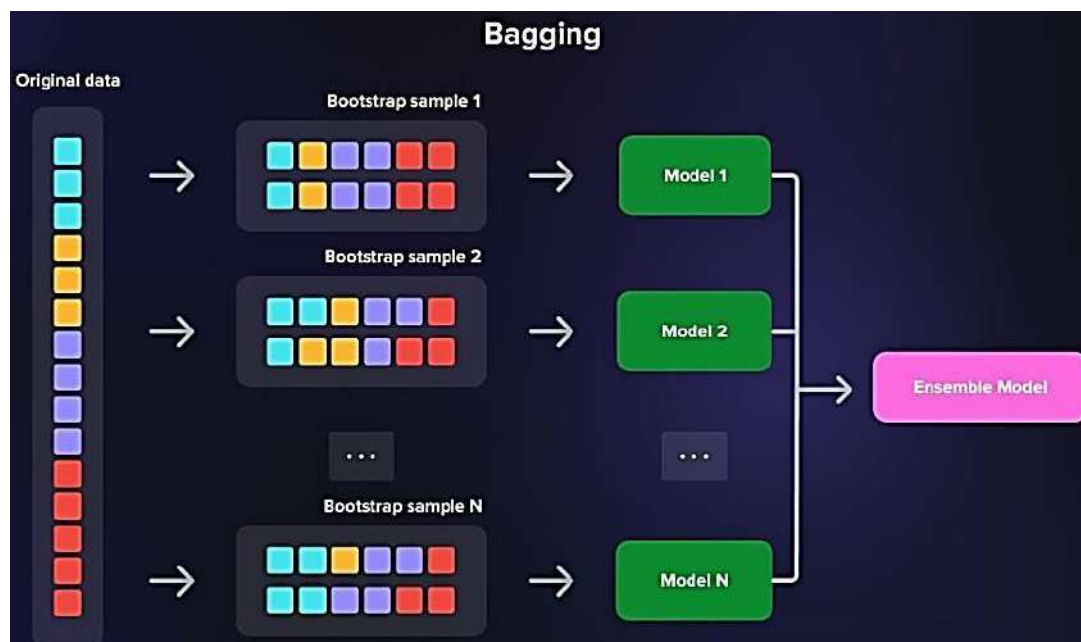 Bagging
Original data
Bootstrap sample 1
Model 1
Bootstrap sample 2
Model 2
Ensemble Model
...
...
Bootstrap sample N
Model N